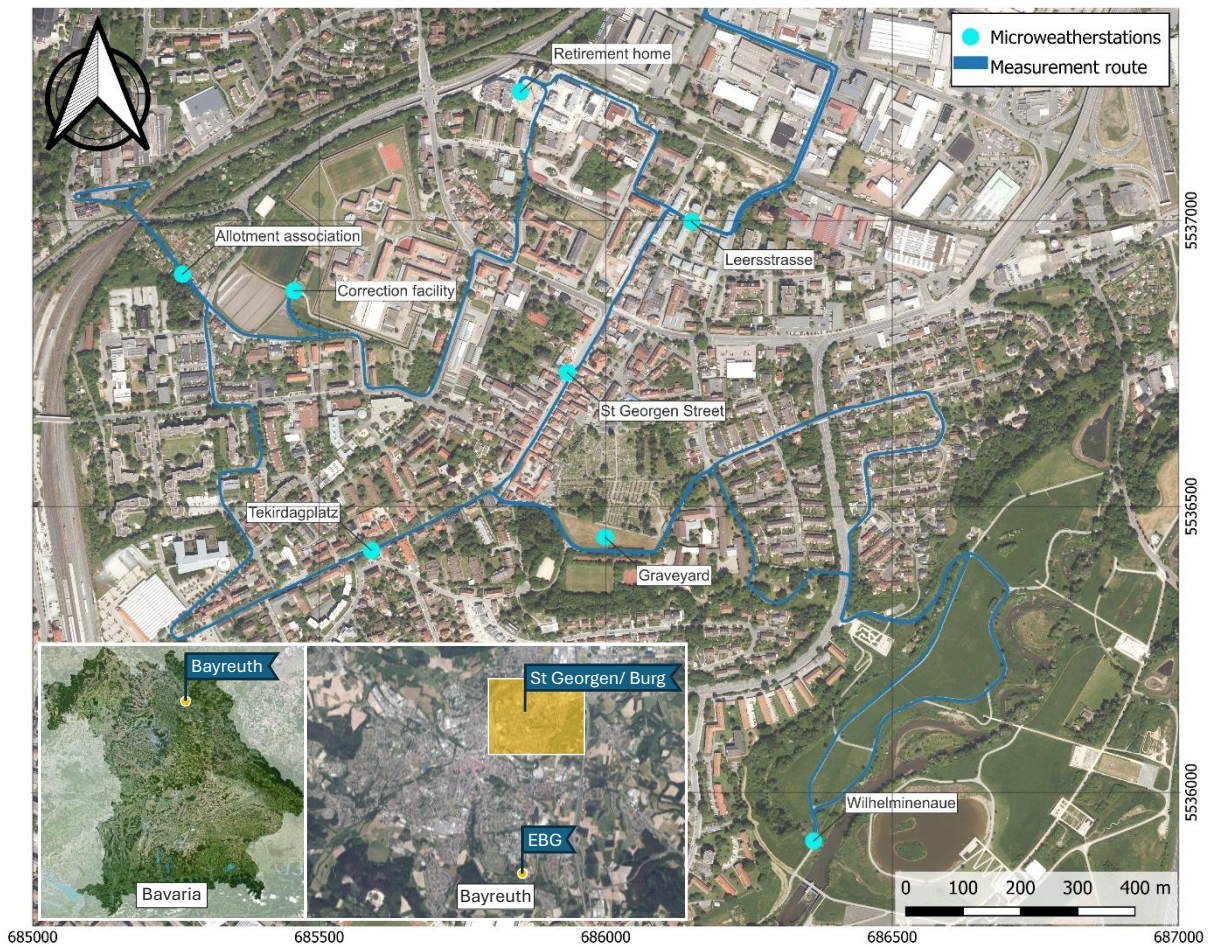 Retirement home
Microweatherstations
Measurement route
5537000
Allotment association
Leersstrasse
Correction facility
St Georgen Street
5536500
Tekirdagplatz
Graveyard
Bayreuth
St Georgen/ Burg
5536000
Wilhelminenaue
EBG
Bavaria
Bayreuth
0 100 200 300 400 m
685000 685500 686000 686500 687000